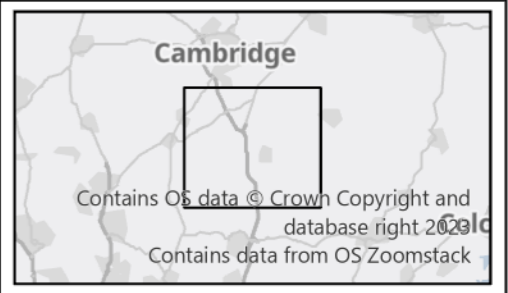 Cambridge
Contains OS data © Crown Copyright and
database right 2023
Contains data from OS Zoomstack